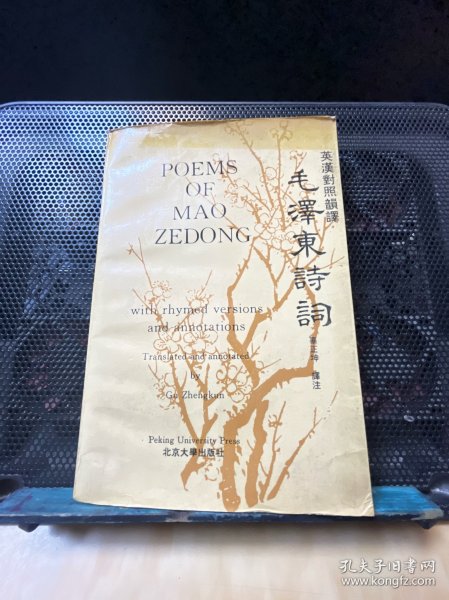 POEMS
OF
MAO
ZEDONG
with rhymed versions
and annotations
Translated and annotated
by
Gu Zhengkun
Peking University Press
北京大學出版社
英漢對照韻譯
毛澤東詩詞
辜正坤 譯注
孔夫子旧书网
www.kongfz.com